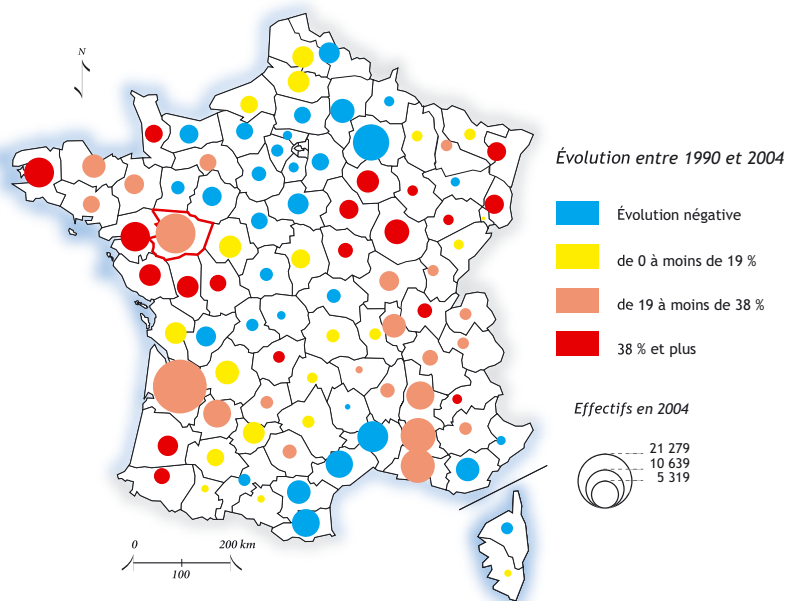 N
Évolution entre 1990 et 2004
Évolution négative
de 0 à moins de 19 %
de 19 à moins de 38 %
38 % et plus
Effectifs en 2004
21 279
10 639
5 319
0 200 km
100